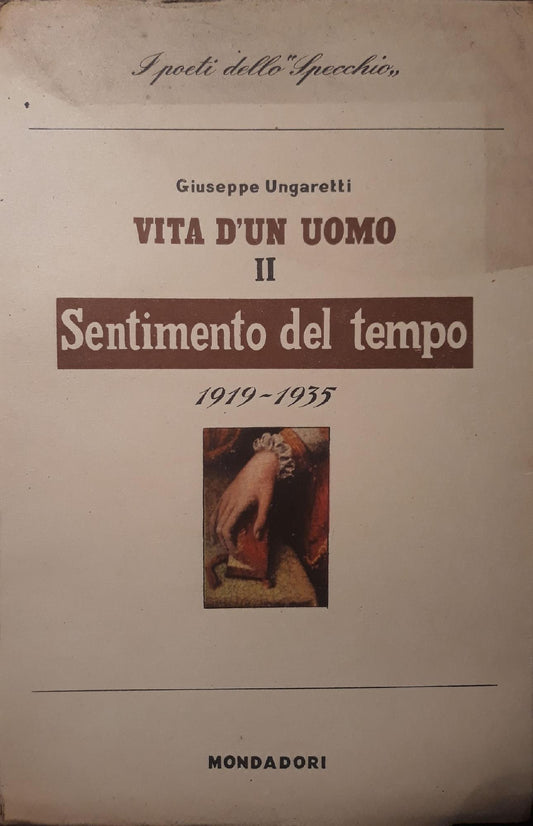 I poeti dello "Specchio„
Giuseppe Ungaretti
VITA D'UN UOMO
II
Sentimento del tempo
1919-1935
MONDADORI